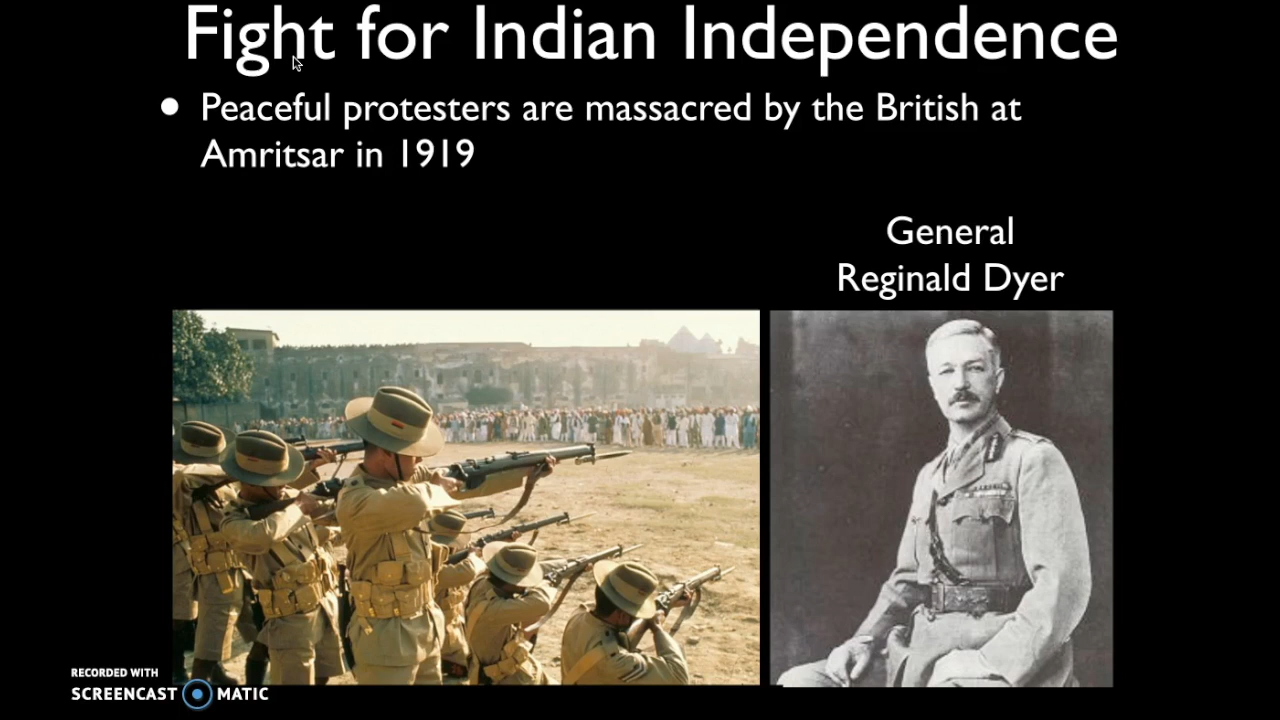 Fight for Indian Independence
• Peaceful protesters are massacred by the British at
Amritsar in 1919
General
Reginald Dyer
RECORDED WITH
SCREENCAST MATIC